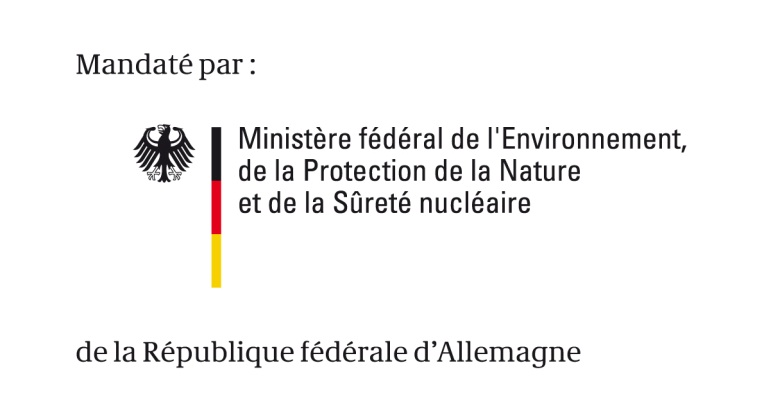 Mandaté par :
Ministère fédéral de l'Environnement,
de la Protection de la Nature
et de la Sûreté nucléaire
de la République fédérale d’Allemagne